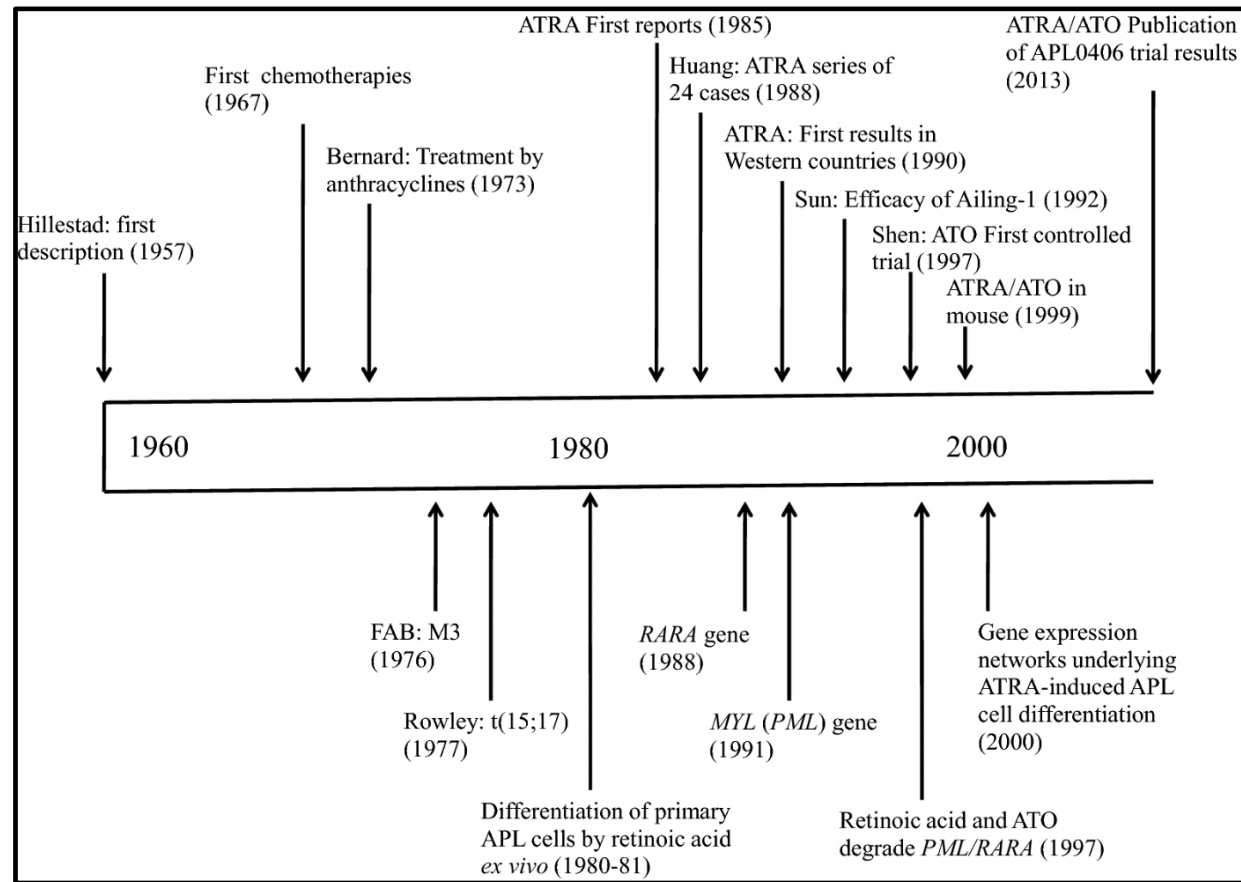 ATRA First reports (1985)
ATRA/ATO Publication
of APL0406 trial results
(2013)
First chemotherapies
(1967)
Huang: ATRA series of
24 cases (1988)
Bernard: Treatment by
anthracyclines (1973)
ATRA: First results in
Western countries (1990)
Sun: Efficacy of Ailing-1 (1992)
Hillestad: first
description (1957)
Shen: ATO First controlled
trial (1997)
ATRA/ATO in
mouse (1999)
1960
1980
2000
FAB: M3
(1976)
RARA gene
(1988)
Gene expression
networks underlying
ATRA-induced APL
cell differentiation
(2000)
Rowley: t(15;17)
(1977)
MYL (PML) gene
(1991)
Differentiation of primary
APL cells by retinoic acid
ex vivo (1980-81)
Retinoic acid and ATO
degrade PML/RARA (1997)